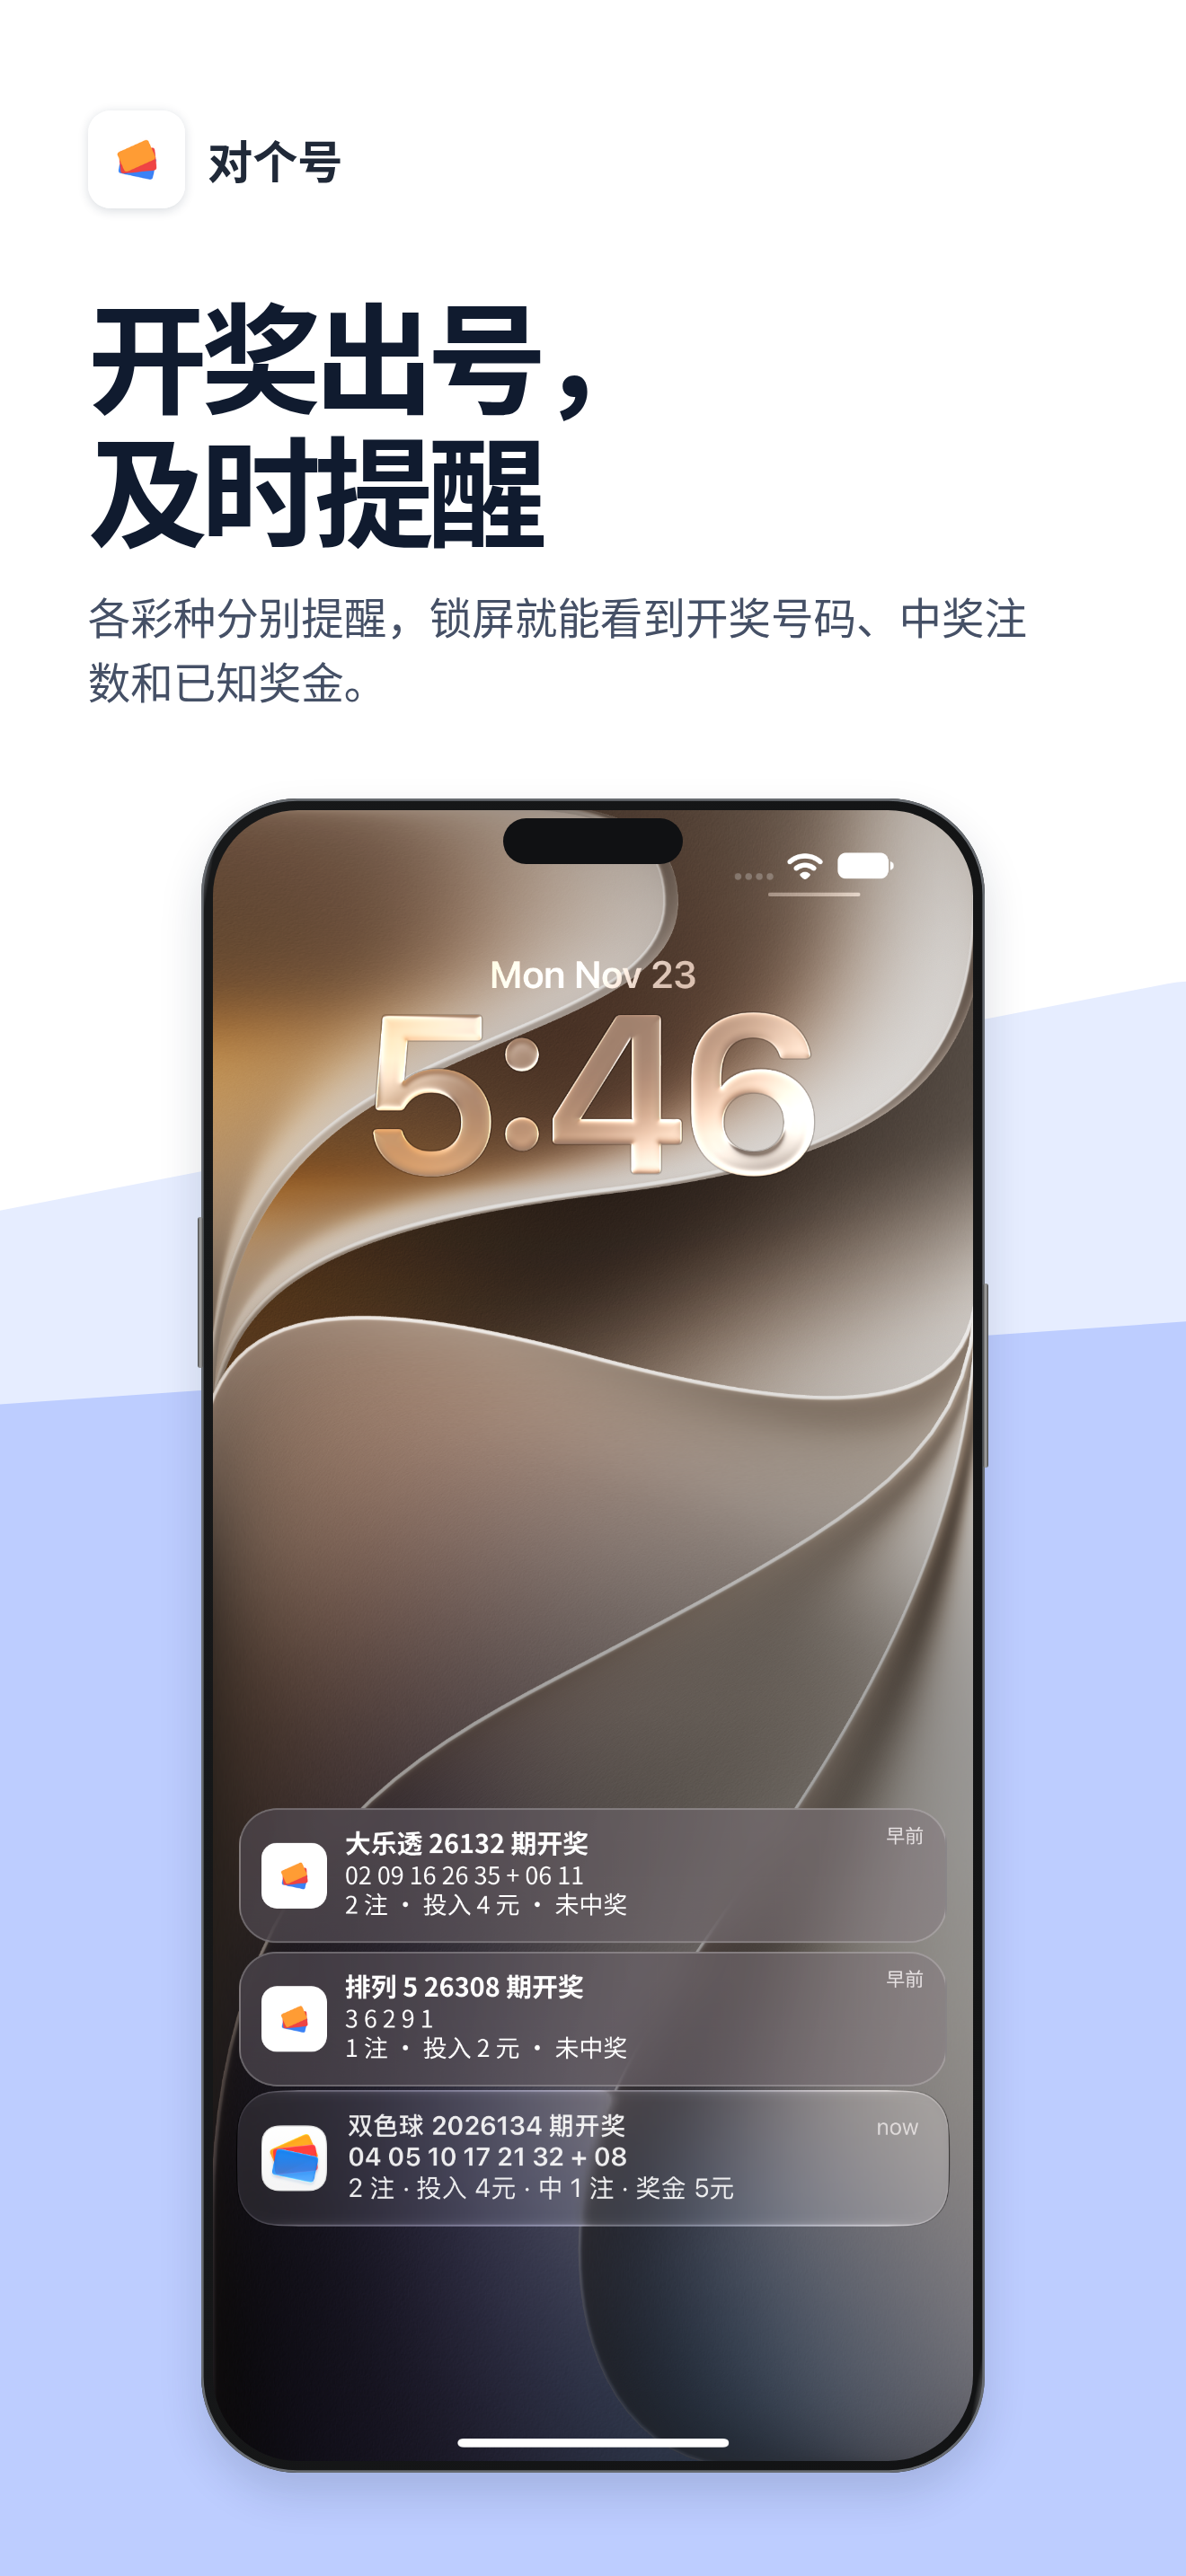 对个号
开奖出号，
及时提醒
各彩种分别提醒，锁屏就能看到开奖号码、中奖注
数和已知奖金。
Mon Nov 23
5:46
大乐透 26132 期开奖
早前
02 09 16 26 35 + 06 11
2 注 · 投入 4 元 · 未中奖
排列 5 26308 期开奖
早前
3 6 2 9 1
1 注 · 投入 2 元 · 未中奖
双色球 2026134 期开奖
now
04 05 10 17 21 32 + 08
2 注 · 投入 4元 · 中 1 注 · 奖金 5元